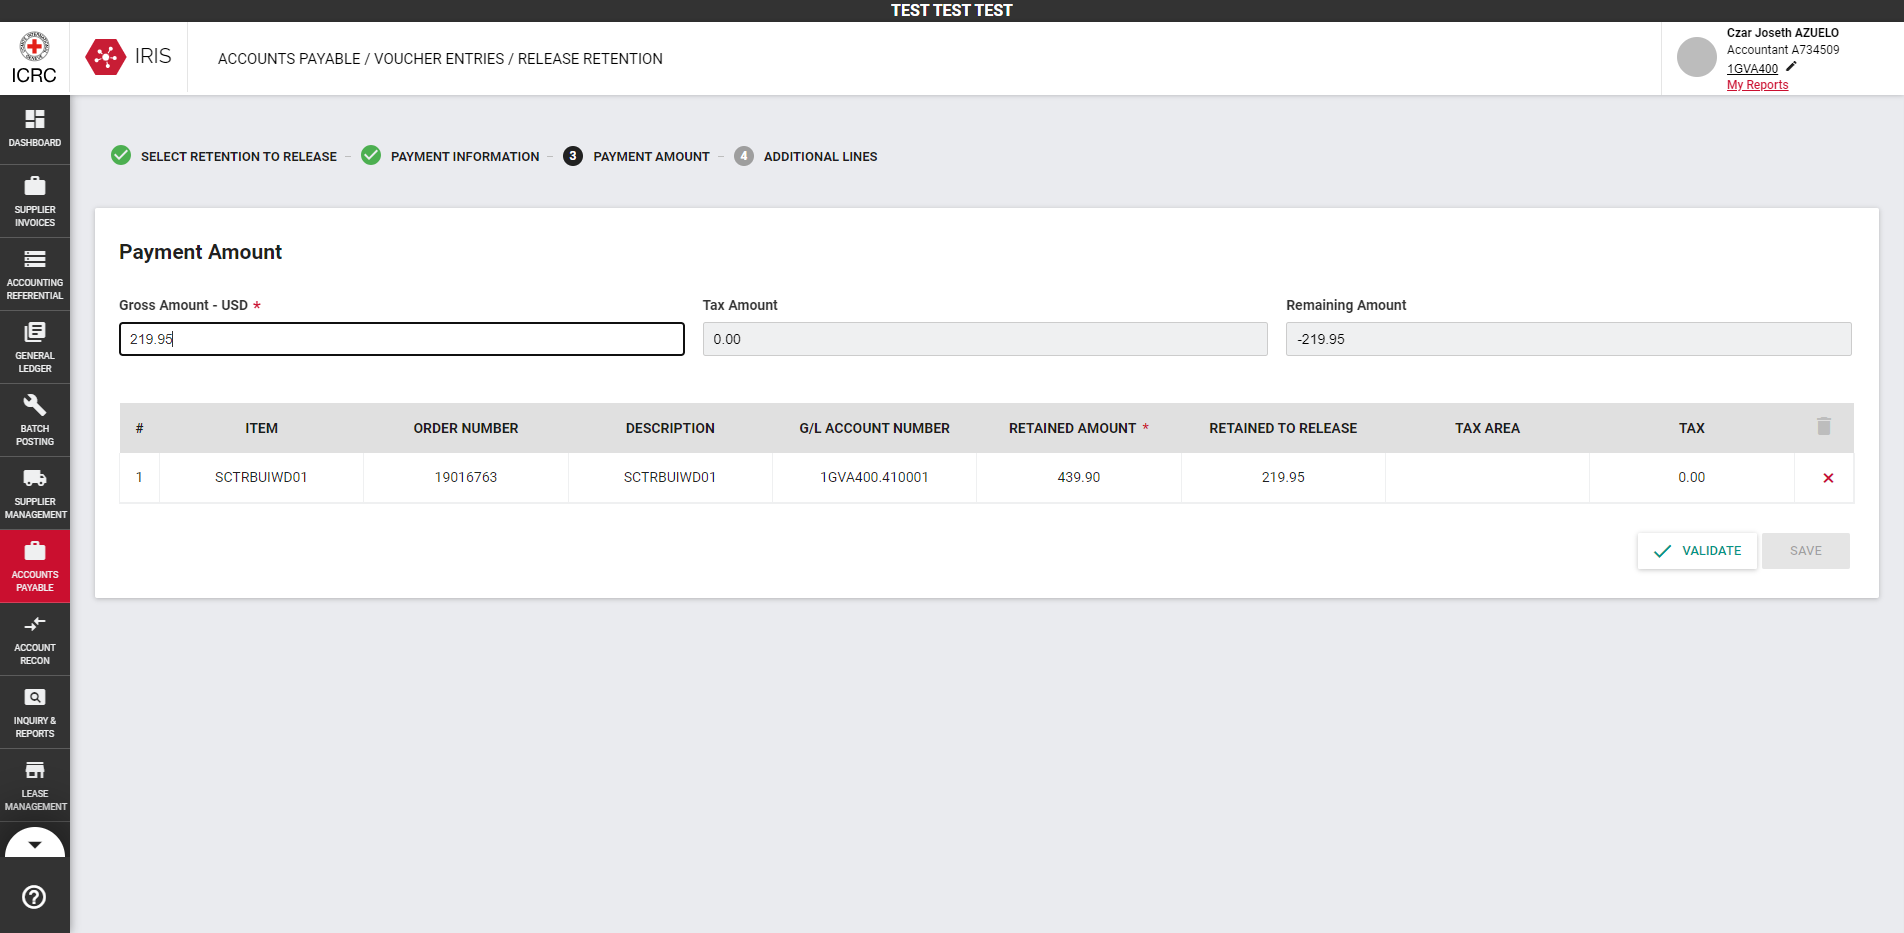 TEST TEST TEST
ICRC
IRIS
ACCOUNTS PAYABLE / VOUCHER ENTRIES / RELEASE RETENTION
Czar Joseth AZUELO
Accountant A734509
1GVA400
My Reports
DASHBOARD
SUPPLIER
INVOICES
ACCOUNTING
REFERENTIAL
GENERAL
LEDGER
BATCH
POSTING
SUPPLIER
MANAGEMENT
ACCOUNTS
PAYABLE
ACCOUNT
RECON
INQUIRY &
REPORTS
LEASE
MANAGEMENT
SELECT RETENTION TO RELEASE – PAYMENT INFORMATION – 3 PAYMENT AMOUNT – 4 ADDITIONAL LINES
Payment Amount
Gross Amount - USD * Tax Amount Remaining Amount
219.95 0.00 -219.95
# ITEM ORDER NUMBER DESCRIPTION G/L ACCOUNT NUMBER RETAINED AMOUNT * RETAINED TO RELEASE TAX AREA TAX
1 SCTRBUIWD01 19016763 SCTRBUIWD01 1GVA400.410001 439.90 219.95 0.00
VALIDATE SAVE